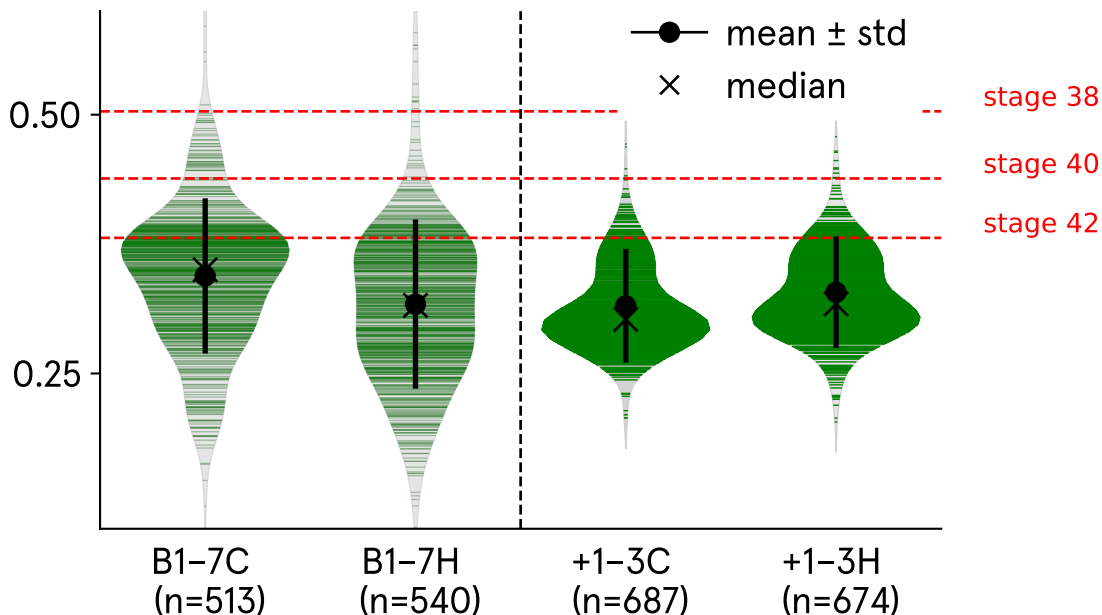 mean ± std
median
0.50
0.25
stage 38
stage 40
stage 42
B1–7C
(n=513)
B1–7H
(n=540)
+1–3C
(n=687)
+1–3H
(n=674)